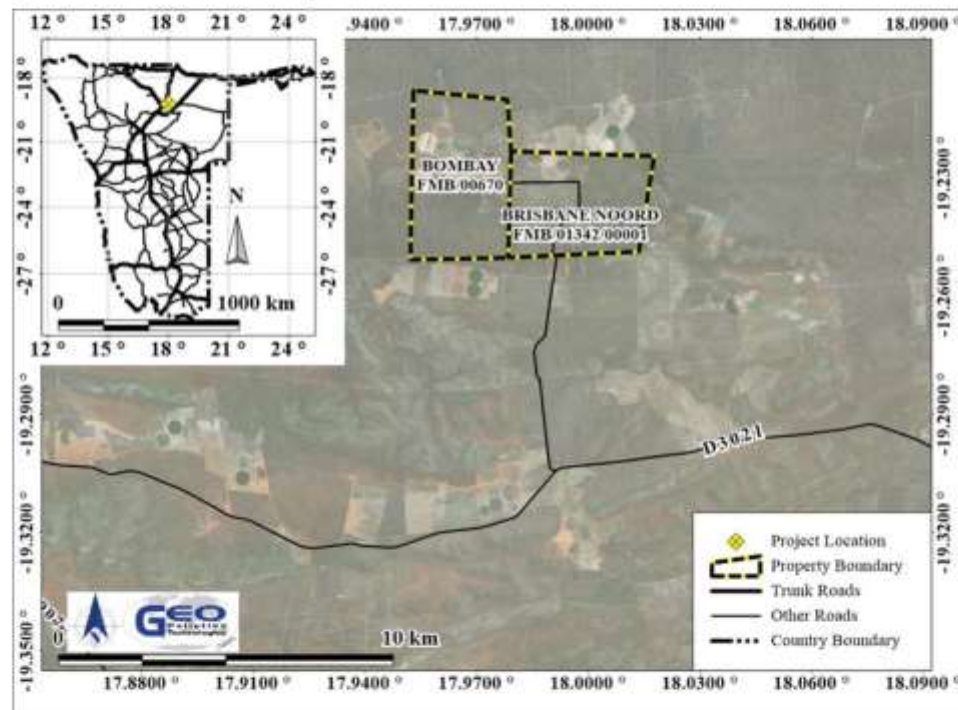 12 ° 15 ° 18 ° 21 ° 24 °
.9400 ° 17.9700 ° 18.0000 ° 18.0300 ° 18.0600 ° 18.0900 °
-18° -21° -24° -27°
-18° -21° -24° -27°
N
0 1000 km
12 ° 15 ° 18 ° 21 ° 24 °
BOMBAY
FMB/00670
BRISBANE NOORD
FMB/01342/00001
-19.2300 °
-19.2600 °
-19.2900 °
-19.2900 °
D3021
-19.3200 °
-19.3200 °
-19.3500 °
Project Location
Property Boundary
Trunk Roads
Other Roads
Country Boundary
GEO
Pollution
Technologies
0 10 km
17.8800 ° 17.9100 ° 17.9400 ° 17.9700 ° 18.0000 ° 18.0300 ° 18.0600 ° 18.0900 °